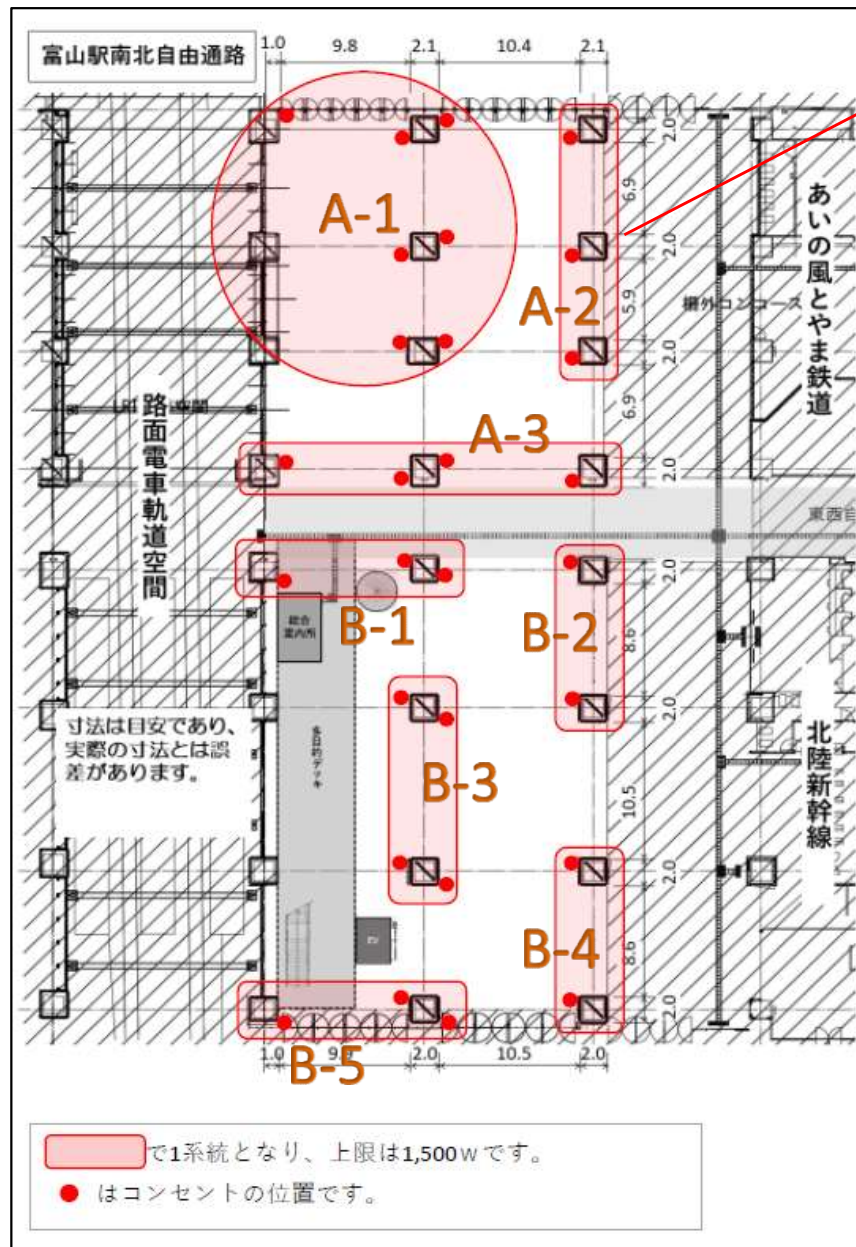 富山駅南北自由通路
1.0 9.8 2.1 10.4 2.1
2.0
6.9
2.0
5.9
2.0
6.9
2.0
A-1
A-2
A-3
あいの風とやま鉄道
柵外コンコース
路面電車軌道空間
空間
東西自
2.0
8.6
2.0
10.5
2.0
8.6
2.0
B-1
B-2
総合
案内所
B-3
多目的デッキ
寸法は目安であり、
実際の寸法とは誤
差があります。
北陸新幹線
B-4
1.0 9.9 2.0 10.5 2.0
B-5
で1系統となり、上限は1,500wです。
はコンセントの位置です。